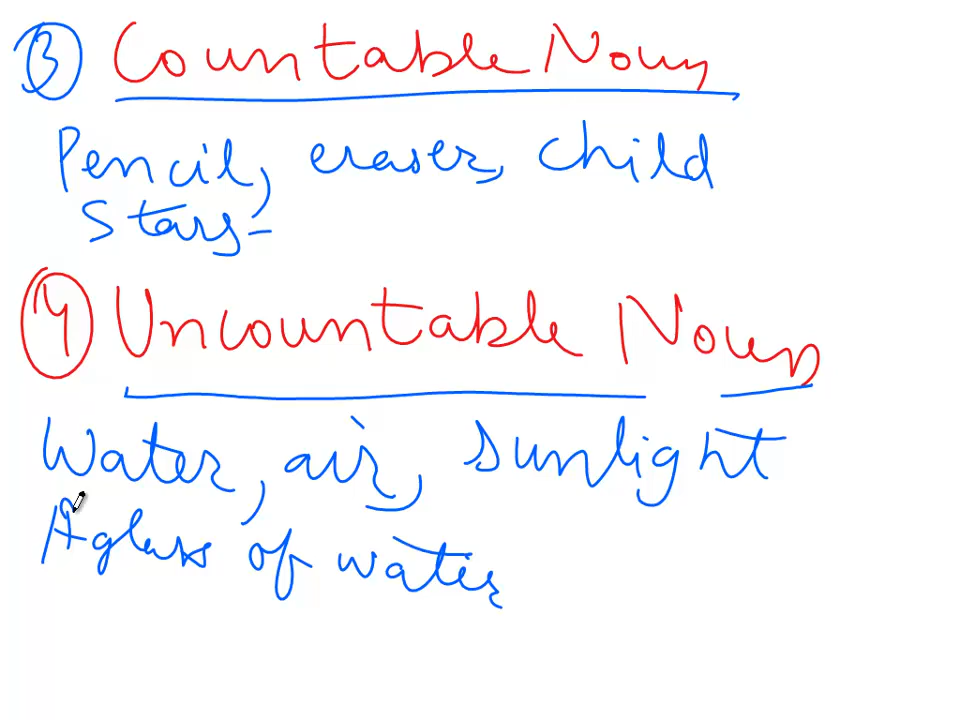 3 Countable Noun
Pencil, eraser, child
Stars-
4 Uncountable Noun
Water, air, sunlight
A glass of water